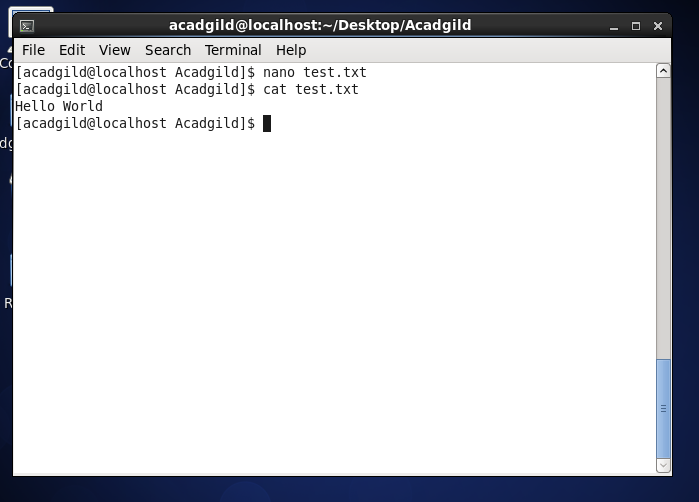 acadgild@localhost:~/Desktop/Acadgild
File Edit View Search Terminal Help
[acadgild@localhost Acadgild]$ nano test.txt
[acadgild@localhost Acadgild]$ cat test.txt
Hello World
[acadgild@localhost Acadgild]$